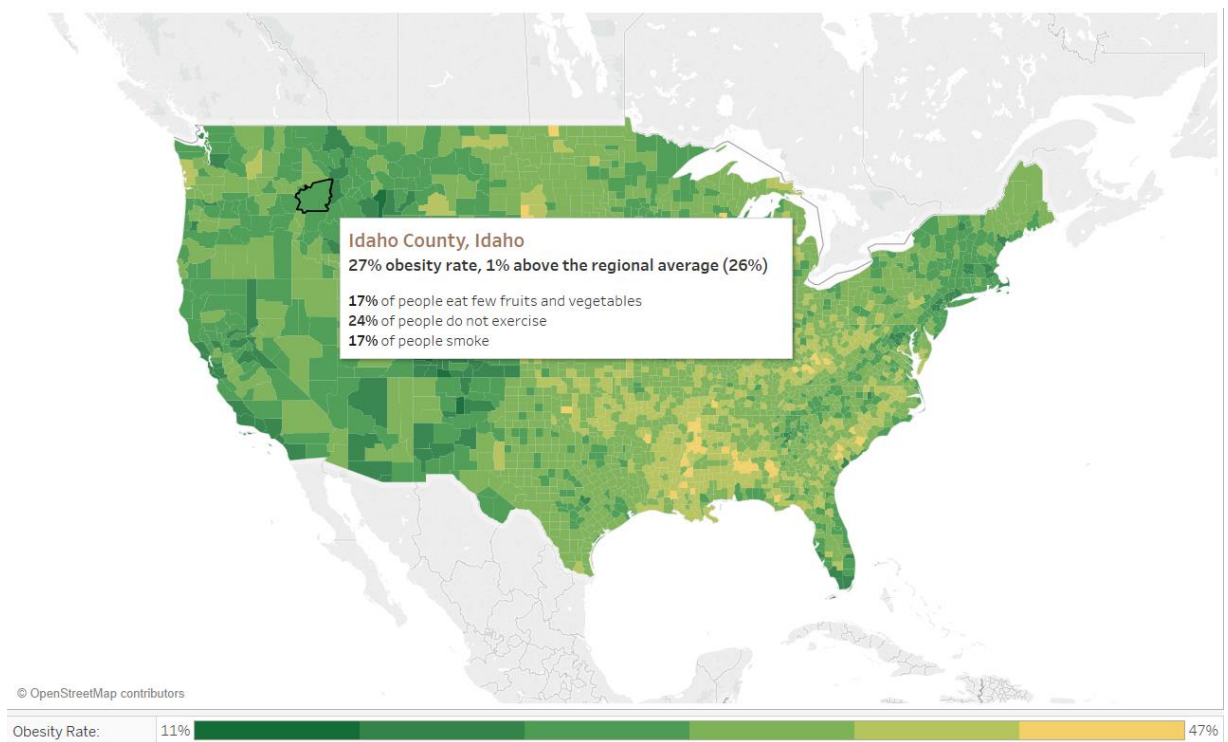 Idaho County, Idaho
27% obesity rate, 1% above the regional average (26%)
17% of people eat few fruits and vegetables
24% of people do not exercise
17% of people smoke
© OpenStreetMap contributors
Obesity Rate: 11% 47%